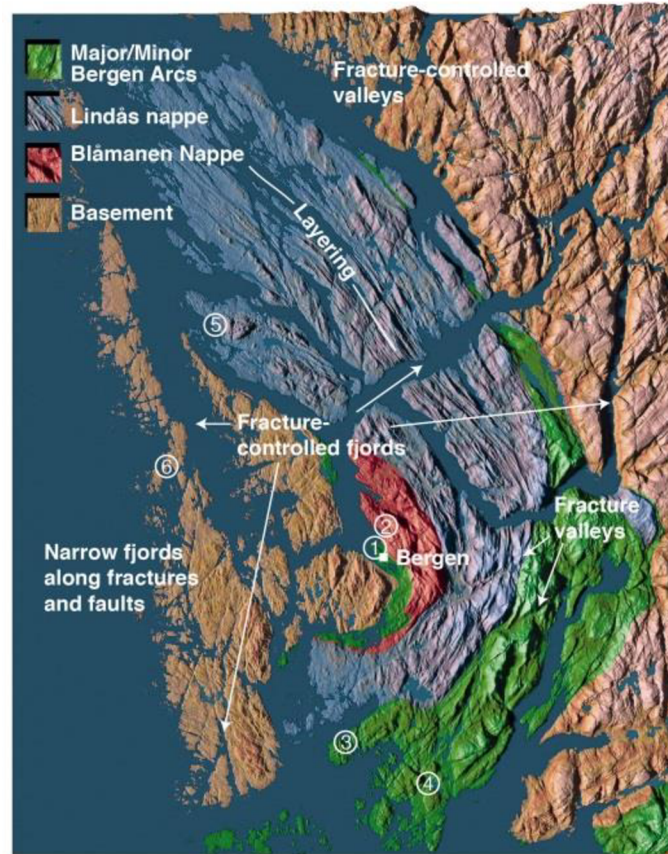 Major/Minor
Bergen Arcs
Lindås nappe
Blåmanen Nappe
Basement
Fracture-controlled
valleys
Layering
5
Fracture-
controlled fjords
6
2
1
Bergen
Fracture
valleys
Narrow fjords
along fractures
and faults
3
4